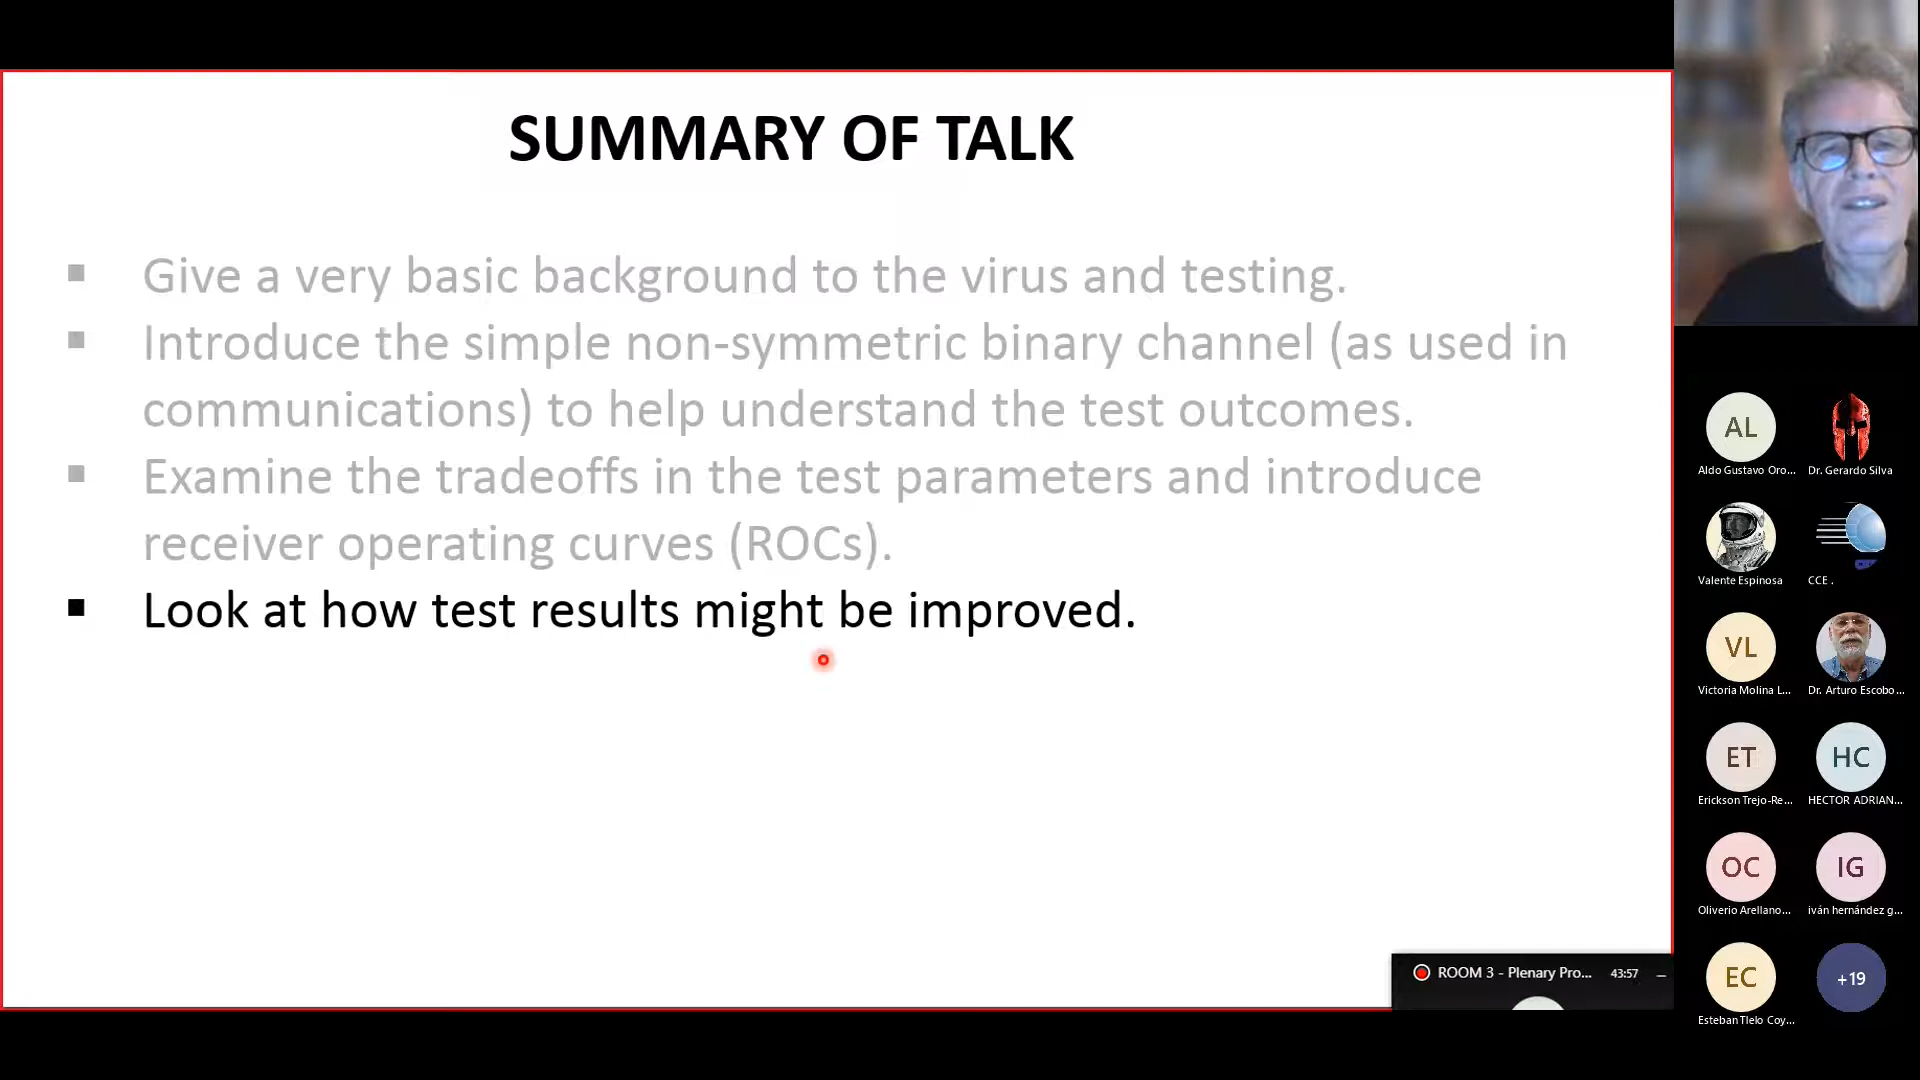 SUMMARY OF TALK
▪ Give a very basic background to the virus and testing.
▪ Introduce the simple non-symmetric binary channel (as used in
communications) to help understand the test outcomes.
▪ Examine the tradeoffs in the test parameters and introduce
receiver operating curves (ROCs).
▪ Look at how test results might be improved.
ROOM 3 - Plenary Pro... 43:57
AL
Aldo Gustavo Oro...
Dr. Gerardo Silva
Valente Espinosa
CCE .
VL
Victoria Molina L...
Dr. Arturo Escobo...
ET
Erickson Trejo-Re...
HC
HECTOR ADRIAN...
OC
Oliverio Arellano...
IG
iván hernández g...
EC
Esteban Tlelo Coy...
+19